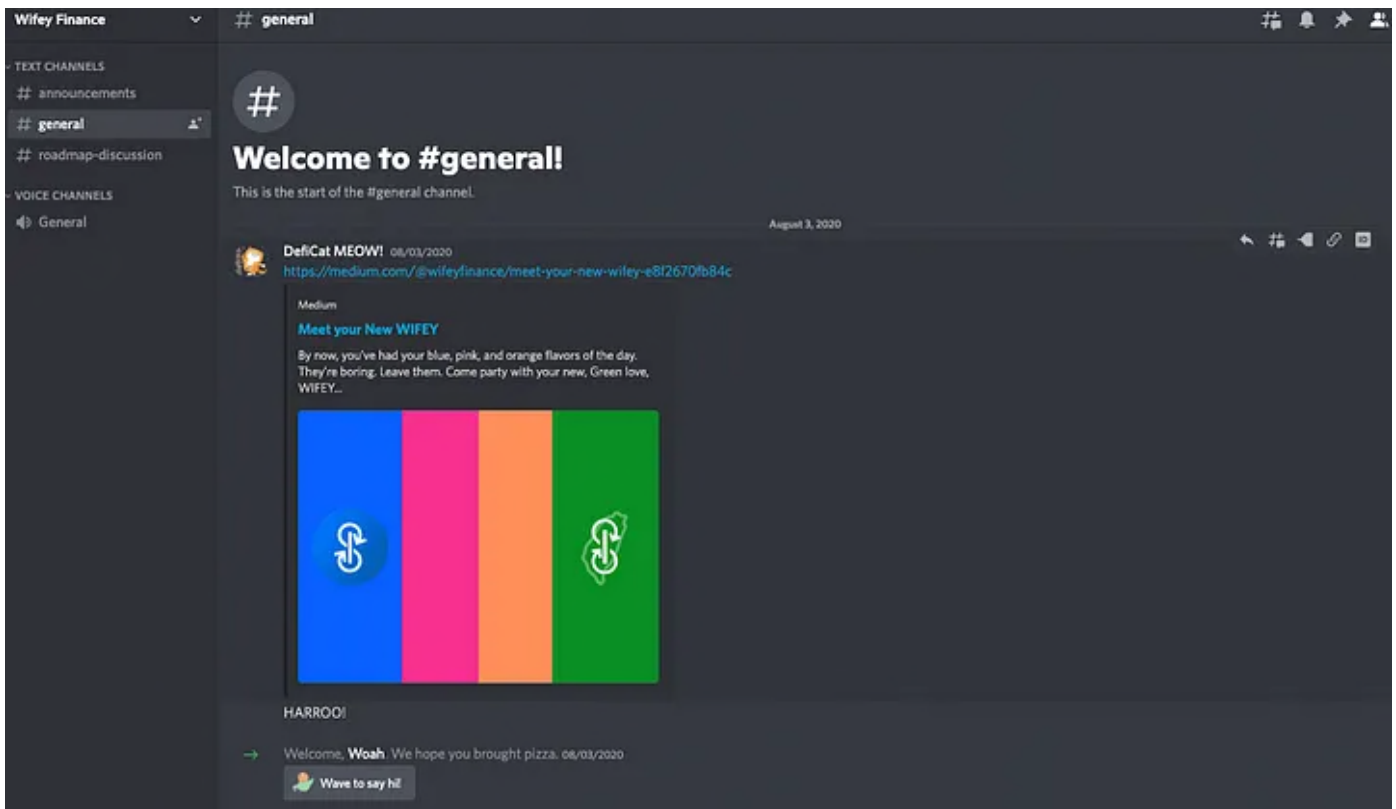 Wifey Finance
# general
TEXT CHANNELS
# announcements
# general
# roadmap-discussion
VOICE CHANNELS
General
#
Welcome to #general!
This is the start of the #general channel.
August 3, 2020
DefiCat MEOW! 08/03/2020
https://medium.com/@wifeyfinance/meet-your-new-wifey-e8f2670fb84c
Medium
Meet your New WIFEY
By now, you've had your blue, pink, and orange flavors of the day.
They're boring. Leave them. Come party with your new, Green love,
WIFEY...
HARROO!
Welcome, Woah. We hope you brought pizza. 08/03/2020
Wave to say hi!